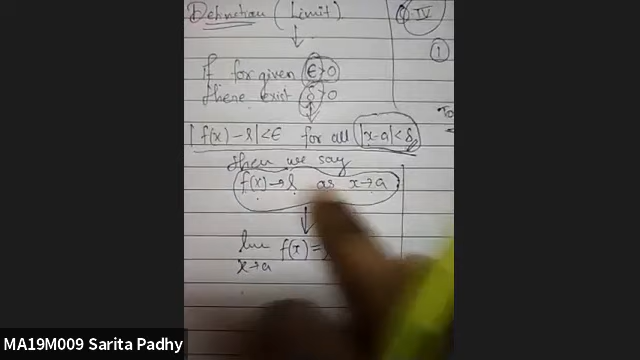 Definition (Limit)
If for given ε>0
there exist δ>0
|f(x)-l|<ε for all |x-a|<δ
then we say
f(x)→l as x→a
lim f(x)=
x→a
Q IV
①
MA19M009 Sarita Padhy